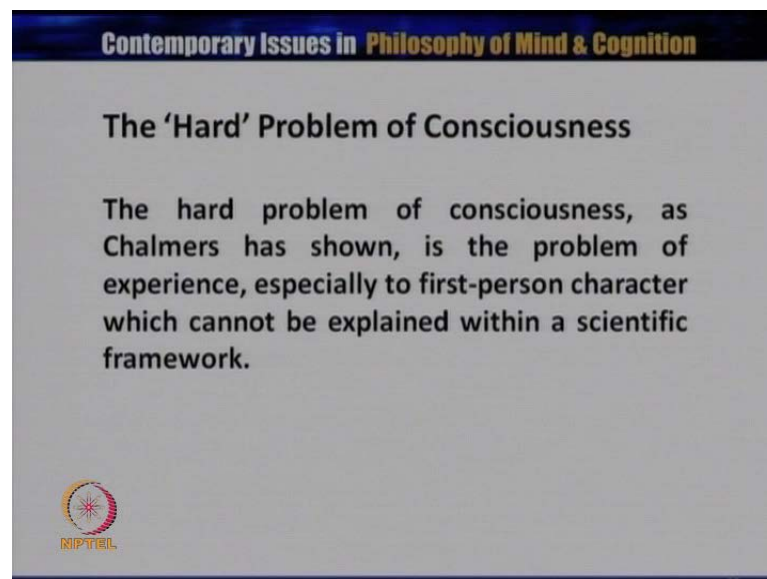 Contemporary Issues in Philosophy of Mind & Cognition
The ‘Hard’ Problem of Consciousness
The hard problem of consciousness, as
Chalmers has shown, is the problem of
experience, especially to first-person character
which cannot be explained within a scientific
framework.
NPTEL